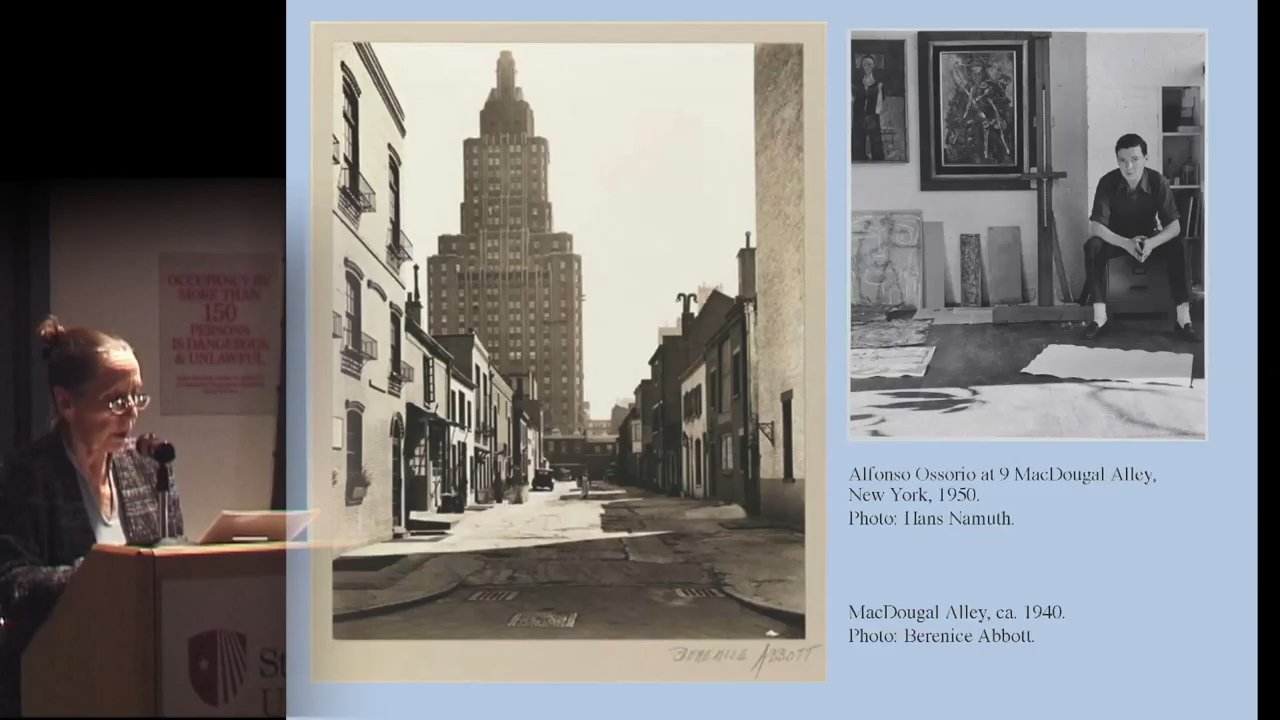 OCCUPANCY BY
MORE THAN
150
PERSONS
IS DANGEROUS
& UNLAWFUL
BERENICE ABBOTT
Alfonso Ossorio at 9 MacDougal Alley,
New York, 1950.
Photo: Hans Namuth.
MacDougal Alley, ca. 1940.
Photo: Berenice Abbott.